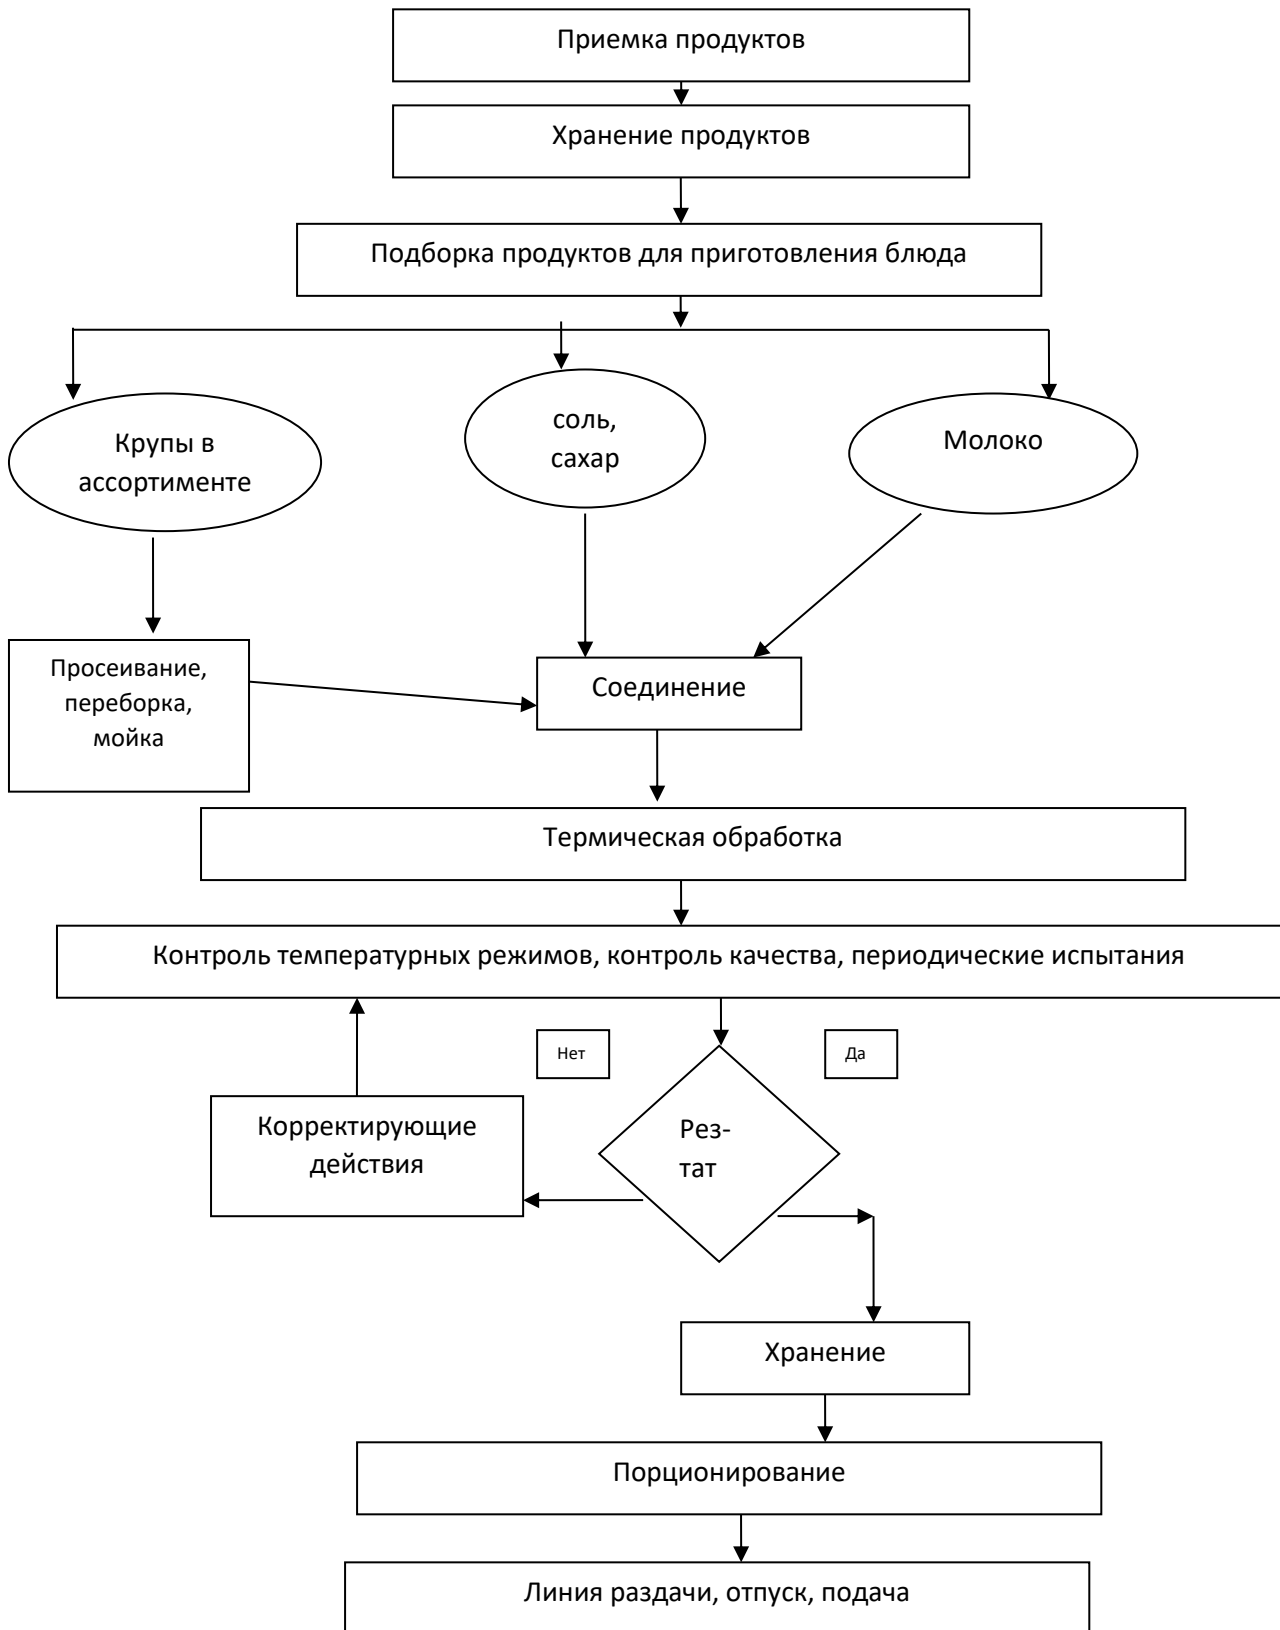 Приемка продуктов
Хранение продуктов
Подборка продуктов для приготовления блюда
Крупы в
ассортименте
соль,
сахар
Молоко
Просеивание,
переборка,
мойка
Соединение
Термическая обработка
Контроль температурных режимов, контроль качества, периодические испытания
Нет
Да
Корректирующие
действия
Рез-
тат
Хранение
Порционирование
Линия раздачи, отпуск, подача